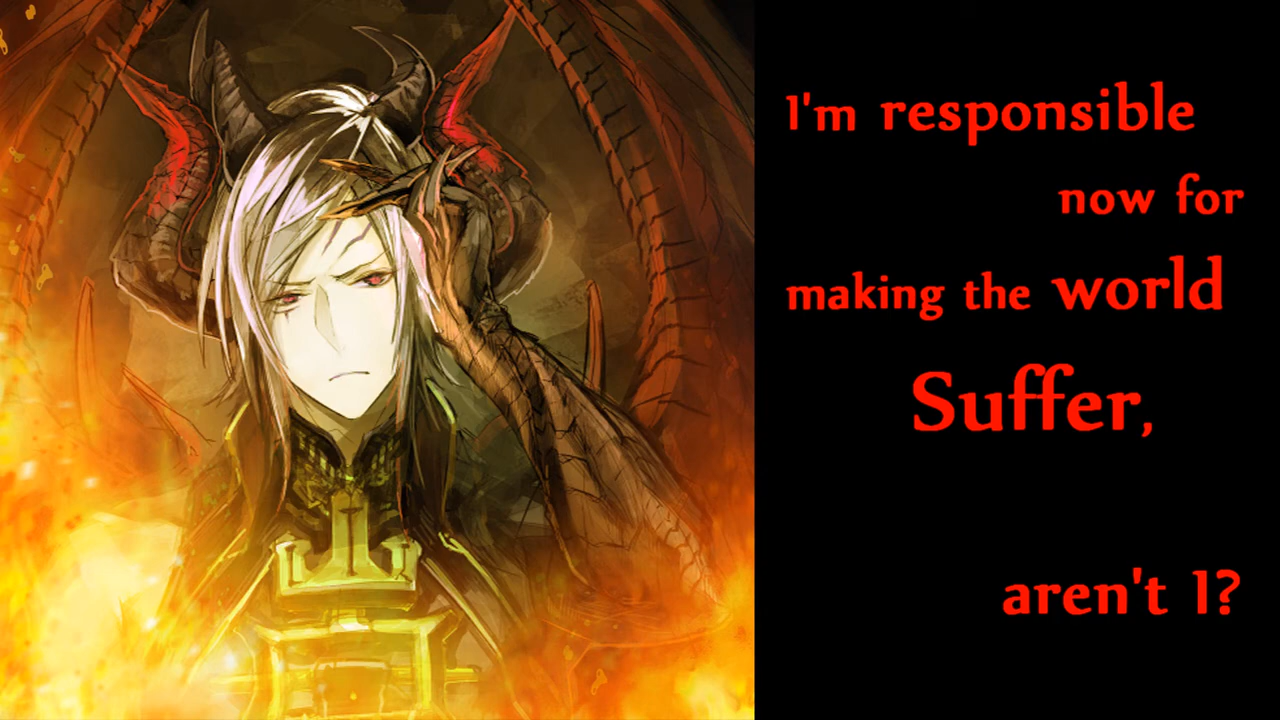 I'm responsible
now for
making the world
Suffer,
aren't I?